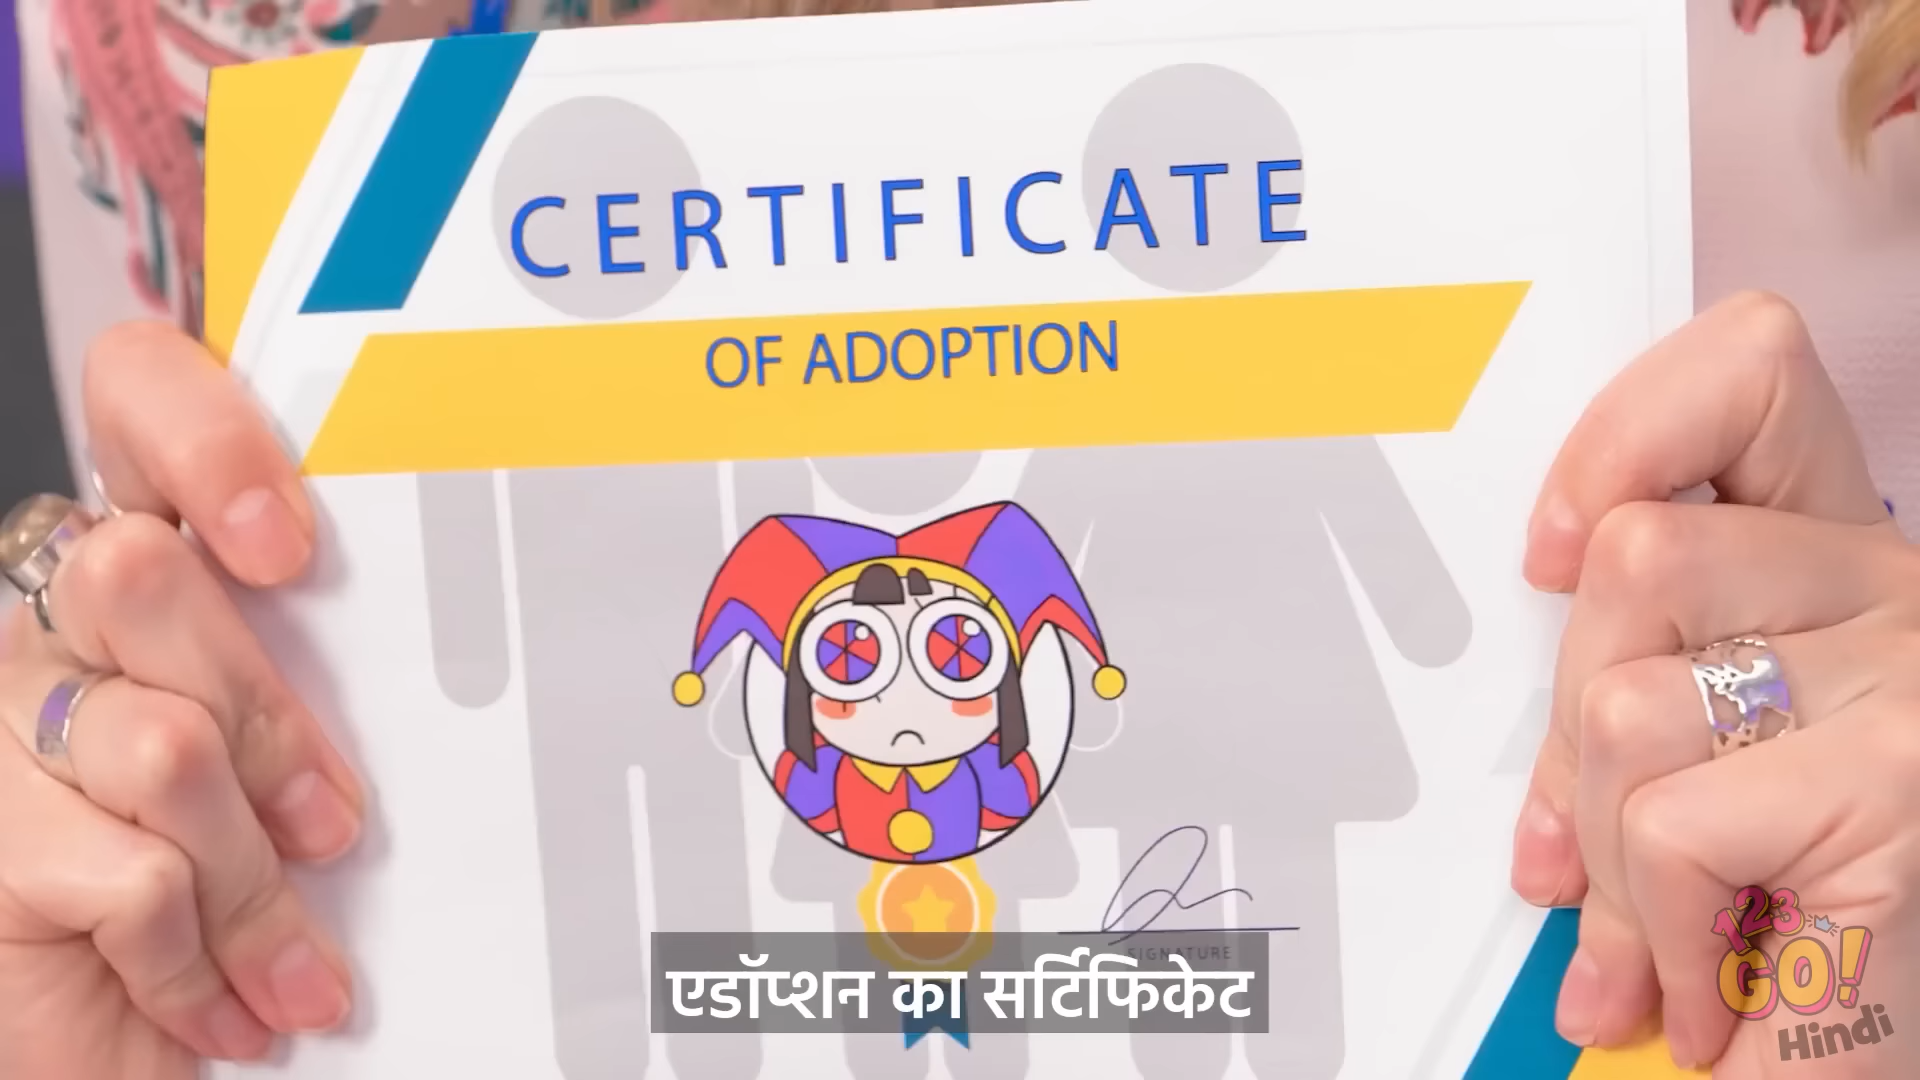 CERTIFICATE
OF ADOPTION
SIGNATURE
एडॉप्शन का सर्टिफिकेट
123
GO!
Hindi